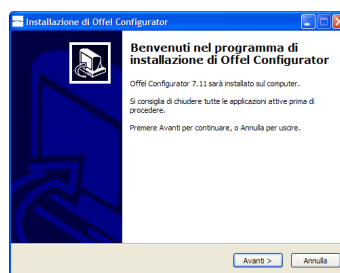 Installazione di Offel Configurator
Benvenuti nel programma di
installazione di Offel Configurator
Offel Configurator 7.11 sarà installato sul computer.
Si consiglia di chiudere tutte le applicazioni attive prima di
procedere.
Premere Avanti per continuare, o Annulla per uscire.
Avanti >
Annulla